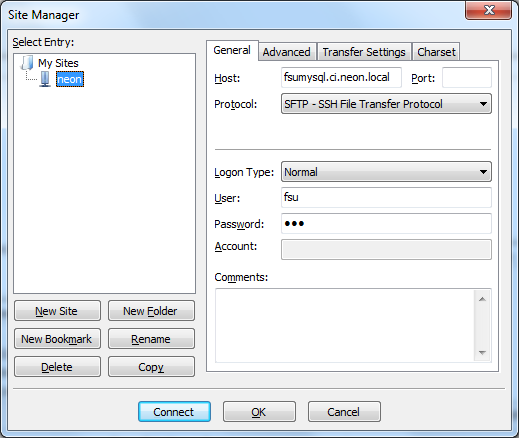 Site Manager
Select Entry:
My Sites
neon
New Site
New Folder
New Bookmark
Rename
Delete
Copy
General
Advanced
Transfer Settings
Charset
Host:
fsumysql.ci.neon.local
Port:
Protocol:
SFTP - SSH File Transfer Protocol
Logon Type:
Normal
User:
fsu
Password:
●●●
Account:
Comments:
Connect
OK
Cancel